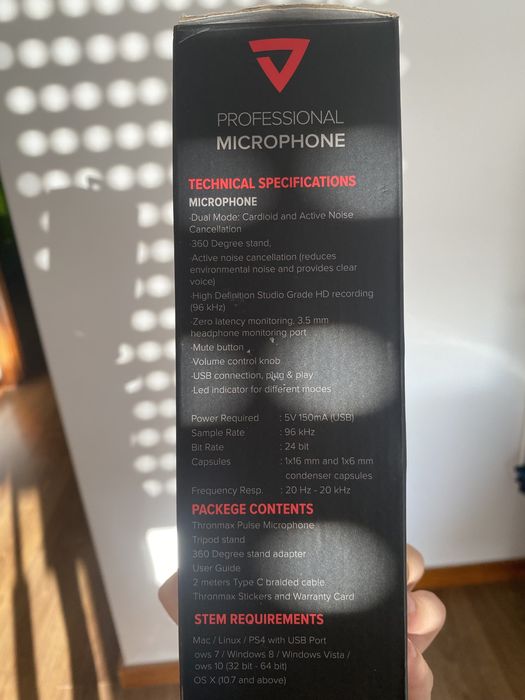 PROFESSIONAL
MICROPHONE
TECHNICAL SPECIFICATIONS
MICROPHONE
·Dual Mode: Cardioid and Active Noise
Cancellation
·360 Degree stand,
·Active noise cancellation (reduces
environmental noise and provides clear
voice)
·High Definition Studio Grade HD recording
(96 kHz)
·Zero latency monitoring, 3.5 mm
headphone monitoring port
·Mute button
·Volume control knob
·USB connection, plug & play
·Led indicator for different modes
Power Required : 5V 150mA (USB)
Sample Rate : 96 kHz
Bit Rate : 24 bit
Capsules : 1x16 mm and 1x6 mm
condenser capsules
Frequency Resp. : 20 Hz - 20 kHz
PACKEGE CONTENTS
Thronmax Pulse Microphone
Tripod stand
360 Degree stand adapter
User Guide
2 meters Type C braided cable
Thronmax Stickers and Warranty Card
STEM REQUIREMENTS
Mac / Linux / PS4 with USB Port
ows 7 / Windows 8 / Windows Vista /
ows 10 (32 bit - 64 bit)
OS X (10.7 and above)